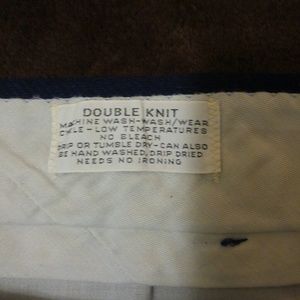 DOUBLE KNIT
MACHINE WASH-WASH/WEAR
CYCLE-LOW TEMPERATURES
NO BLEACH
DRIP OR TUMBLE DRY-CAN ALSO
BE HAND WASHED, DRIP DRIED
NEEDS NO IRONING